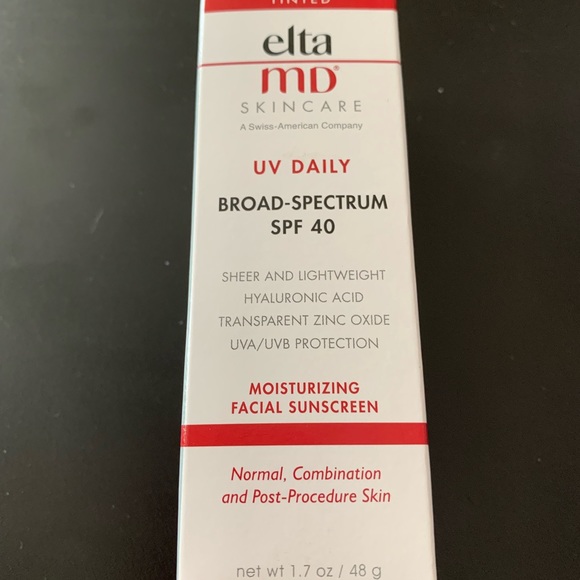 TINTED
elta
MD®
SKINCARE
A Swiss-American Company
UV DAILY
BROAD-SPECTRUM
SPF 40
SHEER AND LIGHTWEIGHT
HYALURONIC ACID
TRANSPARENT ZINC OXIDE
UVA/UVB PROTECTION
MOISTURIZING
FACIAL SUNSCREEN
Normal, Combination
and Post-Procedure Skin
net wt 1.7 oz / 48 g